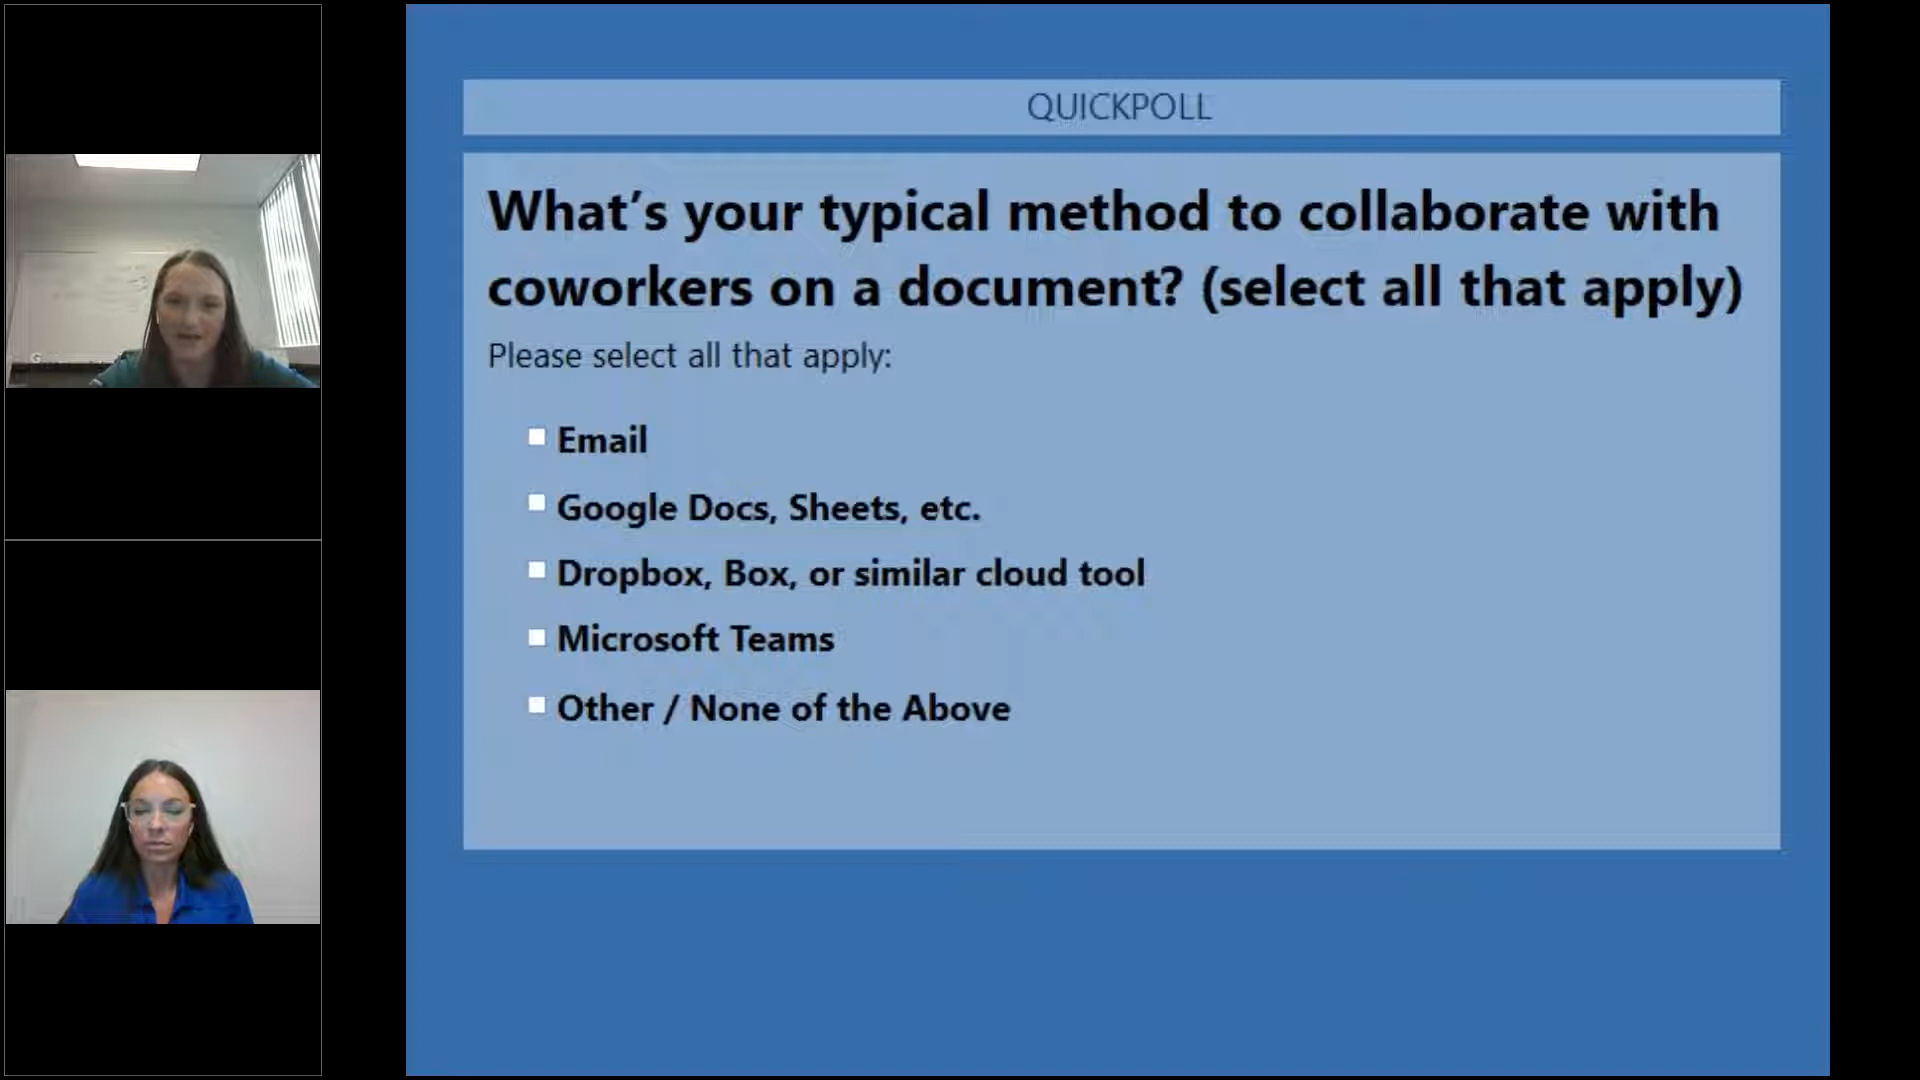 QUICKPOLL
What’s your typical method to collaborate with
coworkers on a document? (select all that apply)
Please select all that apply:
Email
Google Docs, Sheets, etc.
Dropbox, Box, or similar cloud tool
Microsoft Teams
Other / None of the Above